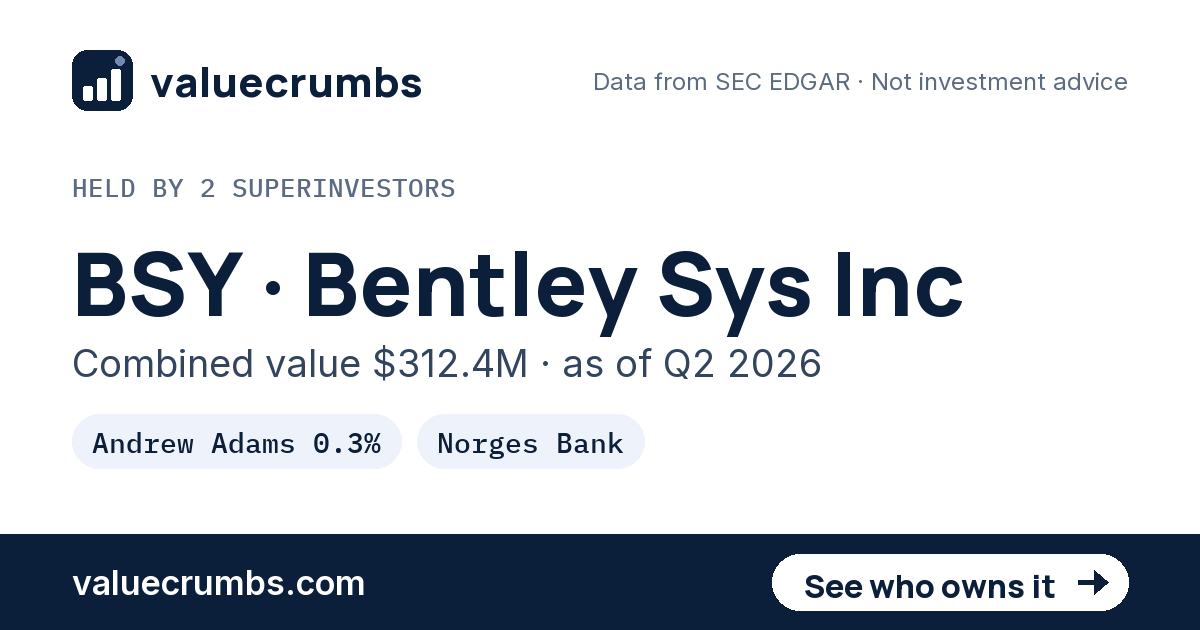 valuecrumbs
Data from SEC EDGAR · Not investment advice
HELD BY 2 SUPERINVESTORS
BSY · Bentley Sys Inc
Combined value $312.4M · as of Q2 2026
Andrew Adams 0.3%
Norges Bank
valuecrumbs.com
See who owns it →